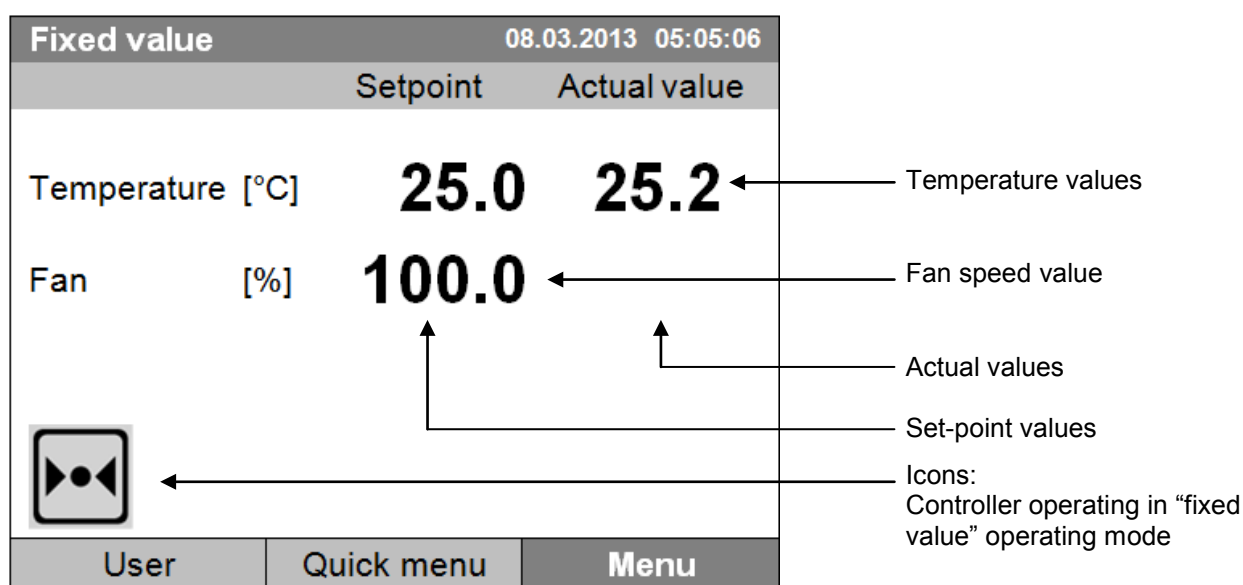 Fixed value 08.03.2013 05:05:06
Setpoint Actual value
Temperature [°C] 25.0 25.2 Temperature values
Fan [%] 100.0 Fan speed value
Actual values
Set-point values
Icons:
Controller operating in “fixed
value” operating mode
User Quick menu Menu